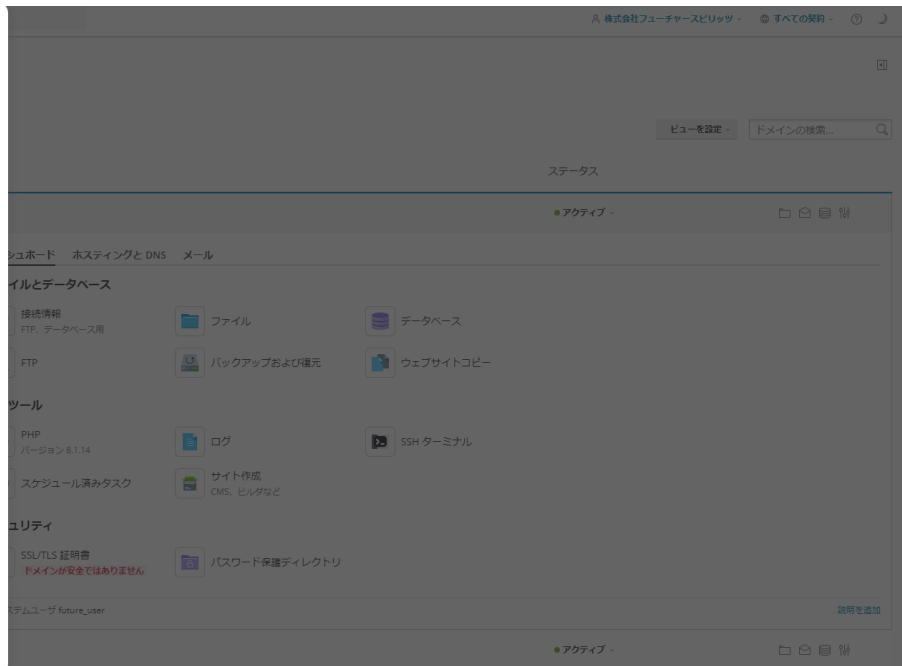 株式会社フューチャースピリッツ
すべての契約
ビューを設定
ドメインの検索...
ステータス
アクティブ
シュボード ホスティングと DNS メール
イルとデータベース
接続情報
FTP、データベース用
ファイル
データベース
FTP
バックアップおよび復元
ウェブサイトコピー
ツール
PHP
バージョン 8.1.14
ログ
SSH ターミナル
スケジュール済みタスク
サイト作成
CMS、ビルダなど
ュリティ
SSL/TLS 証明書
ドメインが安全ではありません
パスワード保護ディレクトリ
ステムユーザ future_user
説明を追加
アクティブ